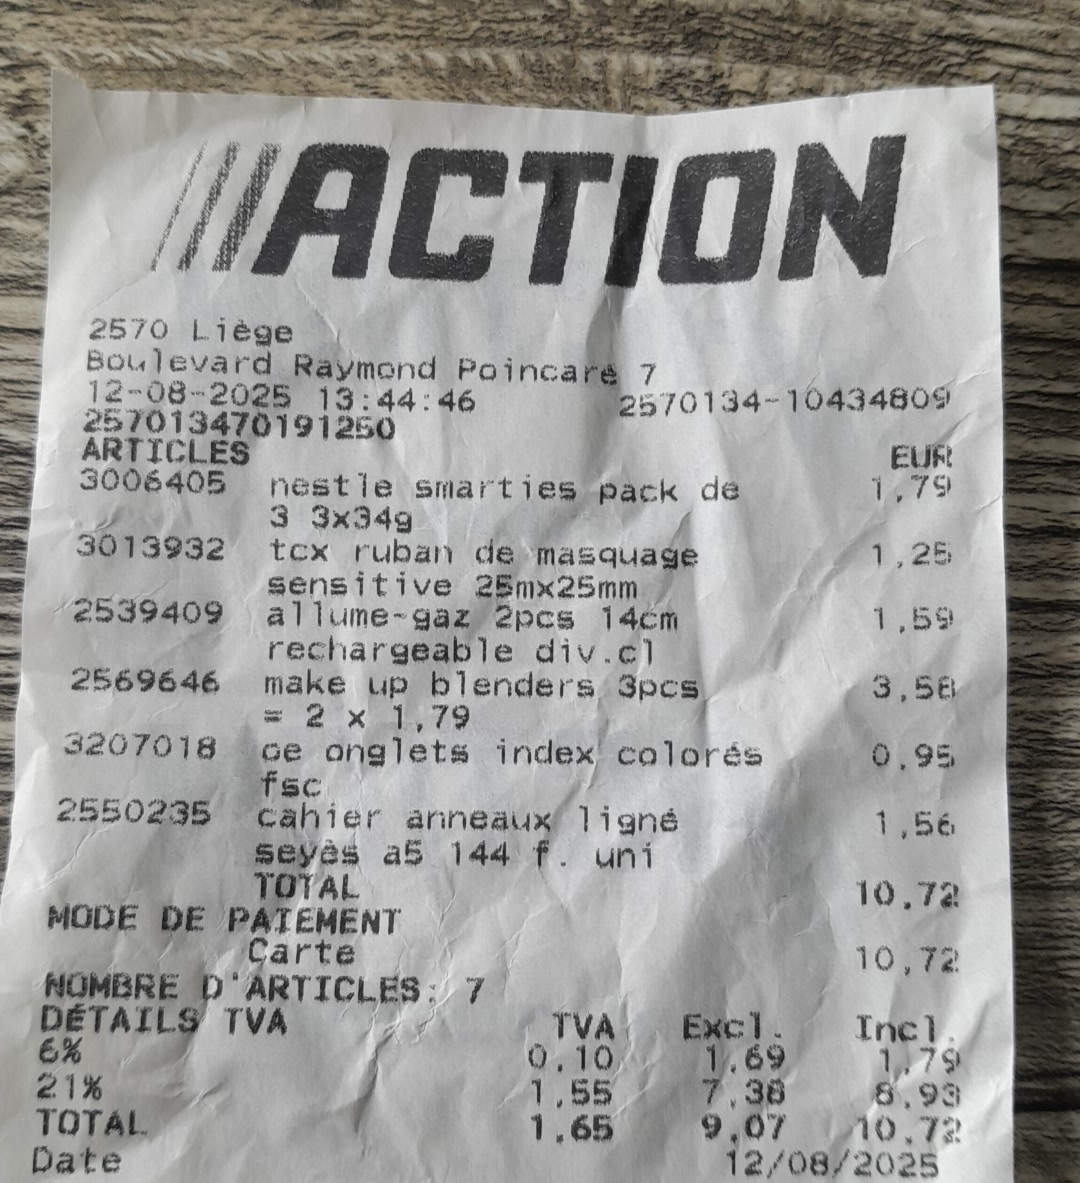 ACTION
2570 Liège
Boulevard Raymond Poincaré 7
12-08-2025 13:44:46 2570134-10434809
257013470191250
ARTICLES EUR
3006405 nestle smarties pack de 1,79
3 3x34g
3013932 tcx ruban de masquage 1,25
sensitive 25mx25mm
2539409 allume-gaz 2pcs 14cm 1,59
rechargeable div.cl
2569646 make up blenders 3pcs 3,58
= 2 x 1,79
3207018 oe onglets index colorés 0,95
fsc
2550235 cahier anneaux ligné 1,56
seyès a5 144 f. uni
TOTAL 10,72
MODE DE PAIEMENT
Carte 10,72
NOMBRE D'ARTICLES: 7
DÉTAILS TVA TVA Excl. Incl.
6% 0,10 1,69 1,79
21% 1,55 7,38 8,93
TOTAL 1,65 9,07 10,72
Date 12/08/2025